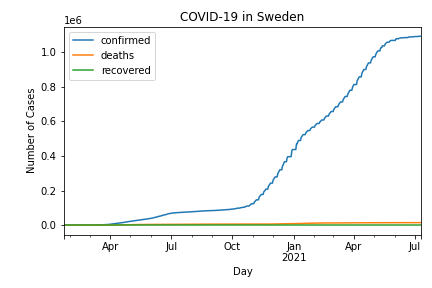 COVID-19 in Sweden
1e6
confirmed
deaths
recovered
Number of Cases
1.0
0.8
0.6
0.4
0.2
0.0
Apr Jul Oct Jan Apr Jul
2021
Day